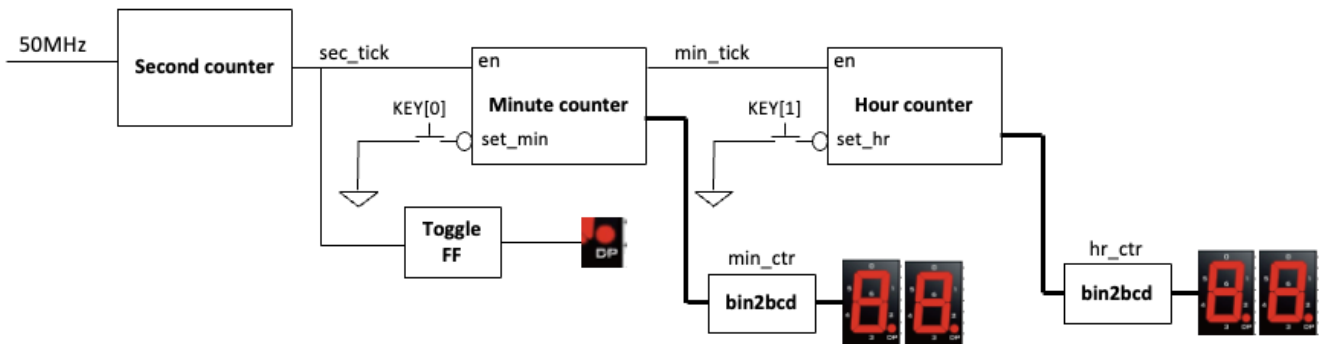 50MHz
Second counter
sec_tick
en
Minute counter
KEY[0]
set_min
min_tick
en
Hour counter
KEY[1]
set_hr
Toggle
FF
DP
min_ctr
bin2bcd
hr_ctr
bin2bcd